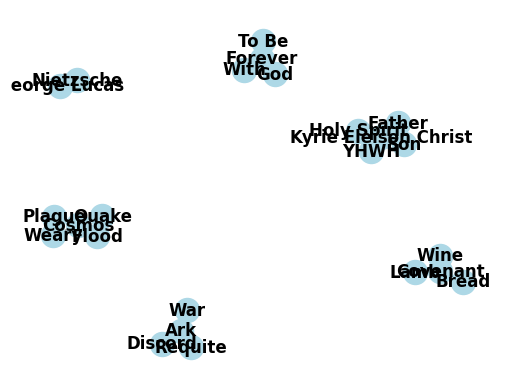 To Be
Forever
With
God
Nietzsche
eorge Lucas
Father
Holy Spirit
Kyrie Eleison Christ
Son
YHWH
Plague
Quake
Cosmos
Weary
Flood
Wine
Lamb
Covenant
Bread
War
Ark
Discord
Requite